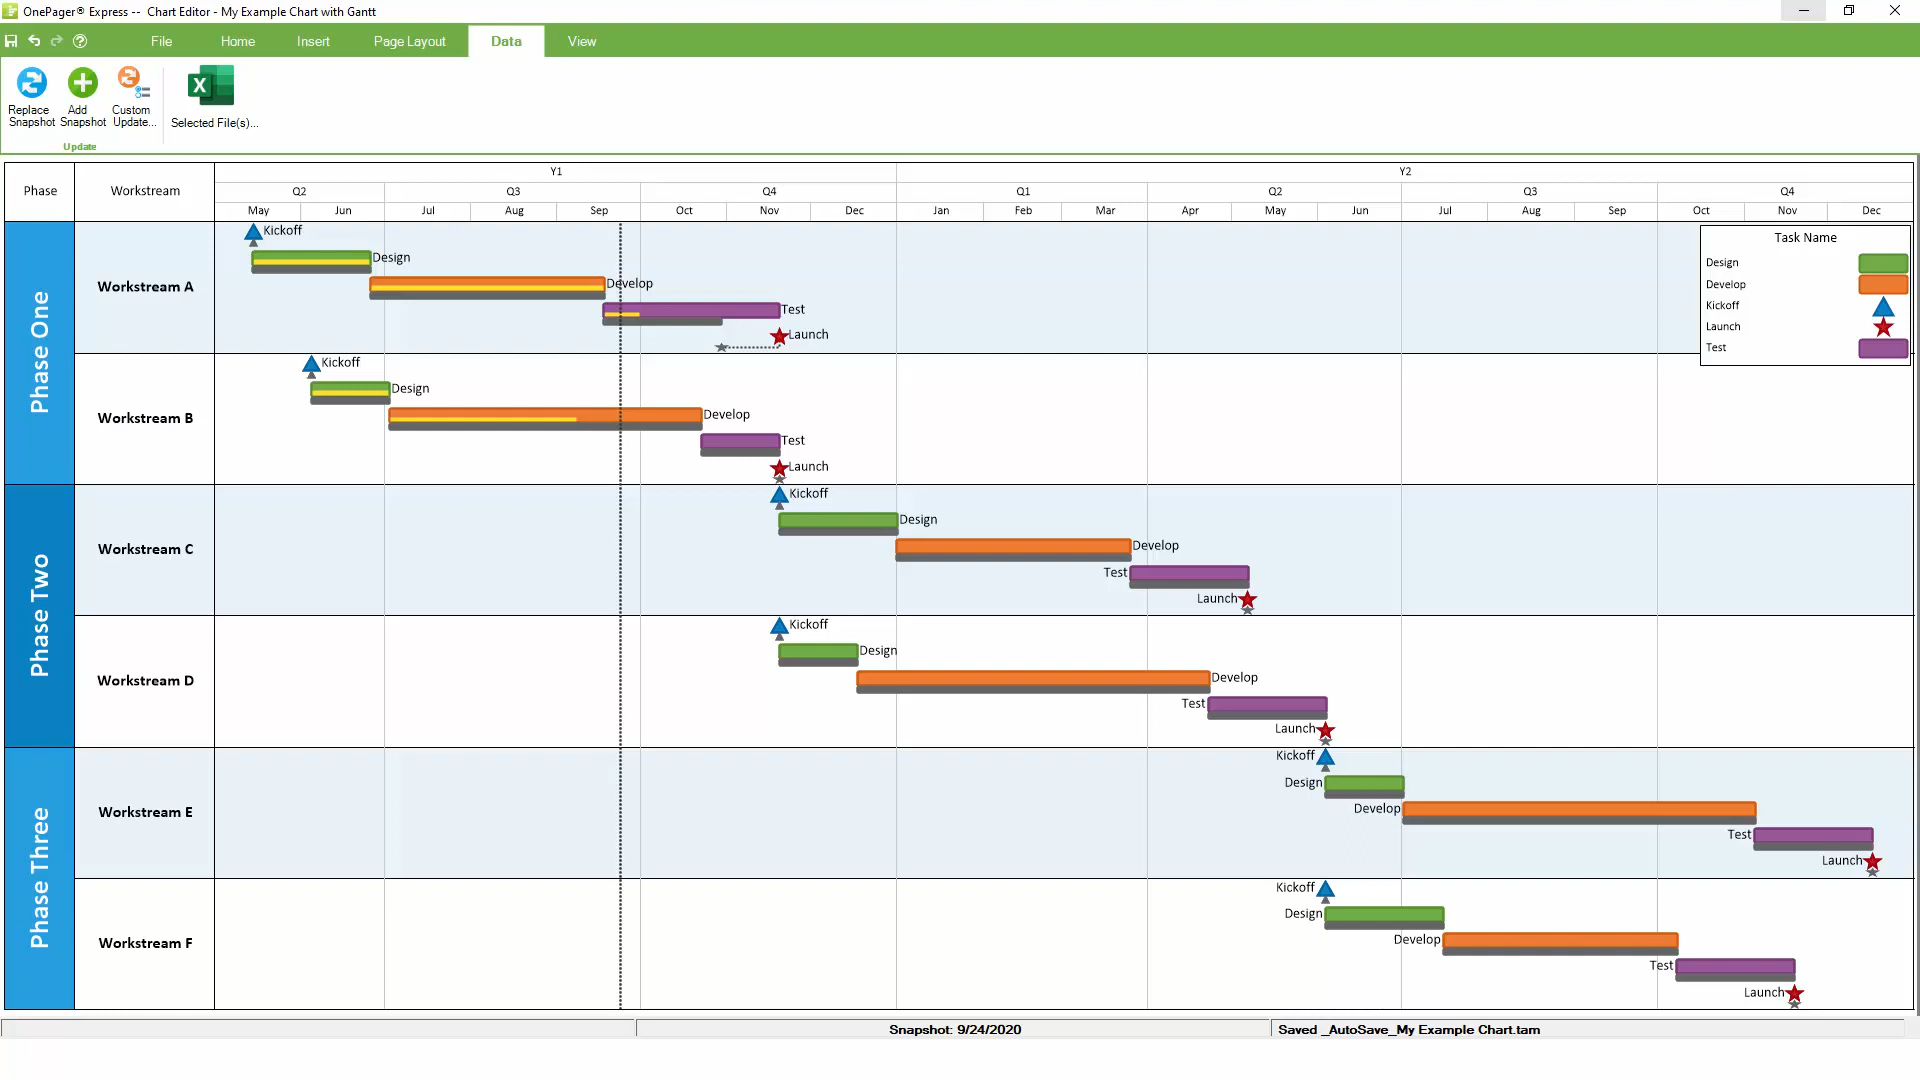 OnePager® Express -- Chart Editor - My Example Chart with Gantt
File Home Insert Page Layout Data View
Replace Snapshot
Add Snapshot
Custom Update...
Selected File(s)...
Update
Phase Workstream
Y1 Y2
Q2 Q3 Q4 Q1 Q2 Q3 Q4
May Jun Jul Aug Sep Oct Nov Dec Jan Feb Mar Apr May Jun Jul Aug Sep Oct Nov Dec
Task Name
Design
Develop
Kickoff
Launch
Test
Phase One
Workstream A
Kickoff
Design
Develop
Test
Launch
Workstream B
Kickoff
Design
Develop
Test
Launch
Phase Two
Workstream C
Kickoff
Design
Develop
Test
Launch
Workstream D
Kickoff
Design
Develop
Test
Launch
Phase Three
Workstream E
Kickoff
Design
Develop
Test
Launch
Workstream F
Kickoff
Design
Develop
Test
Launch
Snapshot: 9/24/2020
Saved _AutoSave_My Example Chart.tam